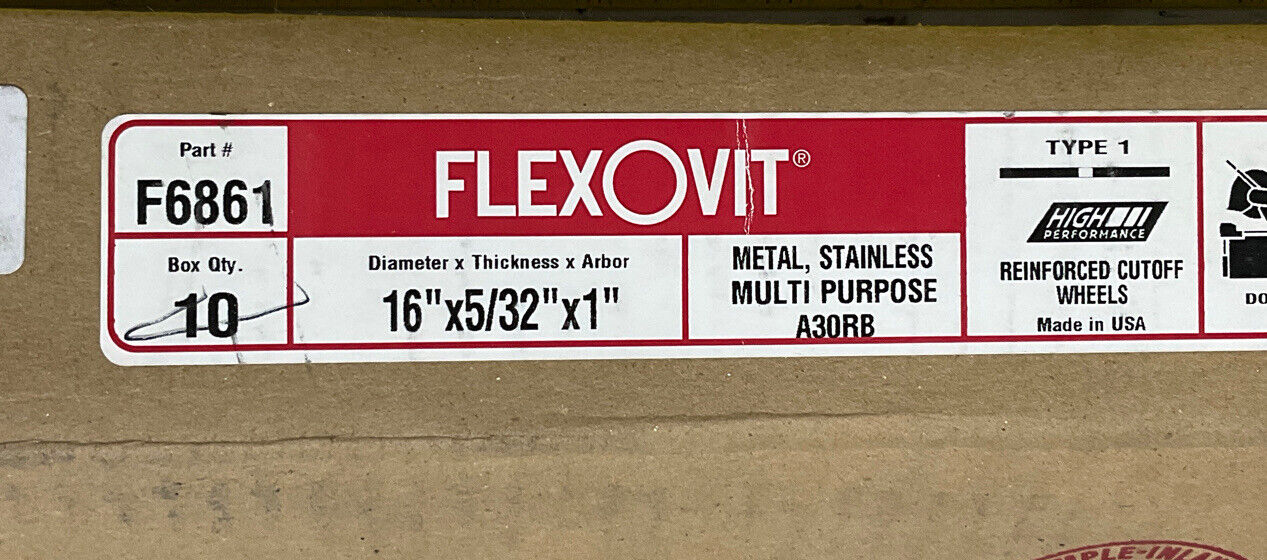 Part #
F6861
FLEXOVIT®
TYPE 1
HIGH
PERFORMANCE
REINFORCED CUTOFF
WHEELS
Made in USA
Box Qty.
10
Diameter x Thickness x Arbor
16"x5/32"x1"
METAL, STAINLESS
MULTI PURPOSE
A30RB